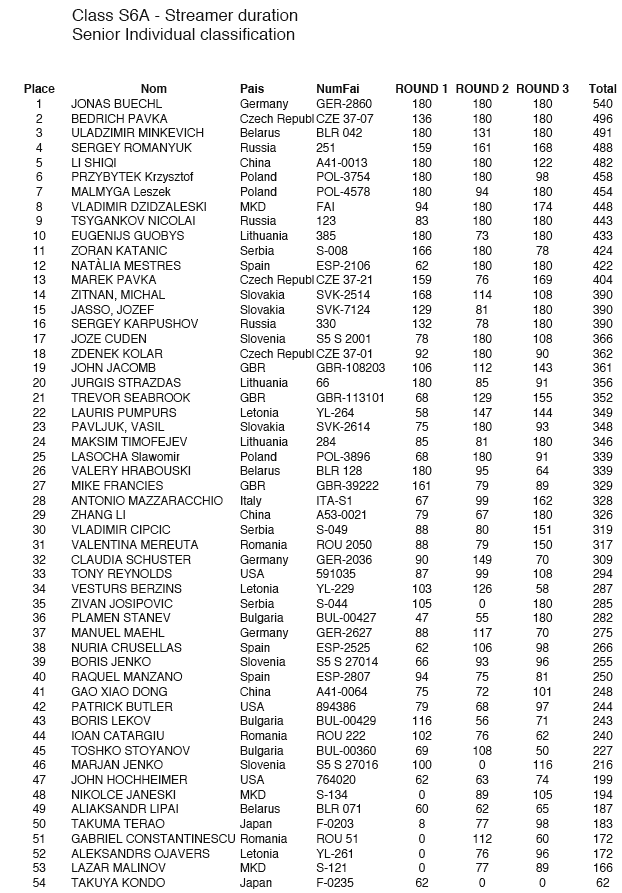 Class S6A - Streamer duration
Senior Individual classification
Place Nom Pais NumFai ROUND 1 ROUND 2 ROUND 3 Total
1 JONAS BUECHL Germany GER-2860 180 180 180 540
2 BEDRICH PAVKA Czech Republ CZE 37-07 136 180 180 496
3 ULADZIMIR MINKEVICH Belarus BLR 042 180 131 180 491
4 SERGEY ROMANYUK Russia 251 159 161 168 488
5 LI SHIQI China A41-0013 180 180 122 482
6 PRZYBYTEK Krzysztof Poland POL-3754 180 180 98 458
7 MALMYGA Leszek Poland POL-4578 180 94 180 454
8 VLADIMIR DZIDZALESKI MKD FAI 94 180 174 448
9 TSYGANKOV NICOLAI Russia 123 83 180 180 443
10 EUGENIJS GUOBYS Lithuania 385 180 73 180 433
11 ZORAN KATANIC Serbia S-008 166 180 78 424
12 NATÀLIA MESTRES Spain ESP-2106 62 180 180 422
13 MAREK PAVKA Czech Republ CZE 37-21 159 76 169 404
14 ZITNAN, MICHAL Slovakia SVK-2514 168 114 108 390
15 JASSO, JOZEF Slovakia SVK-7124 129 81 180 390
16 SERGEY KARPUSHOV Russia 330 132 78 180 390
17 JOZE CUDEN Slovenia S5 S 2001 78 180 108 366
18 ZDENEK KOLAR Czech Republ CZE 37-01 92 180 90 362
19 JOHN JACOMB GBR GBR-108203 106 112 143 361
20 JURGIS STRAZDAS Lithuania 66 180 85 91 356
21 TREVOR SEABROOK GBR GBR-113101 68 129 155 352
22 LAURIS PUMPURS Letonia YL-264 58 147 144 349
23 PAVLJUK, VASIL Slovakia SVK-2614 75 180 93 348
24 MAKSIM TIMOFEJEV Lithuania 284 85 81 180 346
25 LASOCHA Slawomir Poland POL-3896 68 180 91 339
26 VALERY HRABOUSKI Belarus BLR 128 180 95 64 339
27 MIKE FRANCIES GBR GBR-39222 161 79 89 329
28 ANTONIO MAZZARACCHIO Italy ITA-S1 67 99 162 328
29 ZHANG LI China A53-0021 79 67 180 326
30 VLADIMIR CIPCIC Serbia S-049 88 80 151 319
31 VALENTINA MEREUTA Romania ROU 2050 88 79 150 317
32 CLAUDIA SCHUSTER Germany GER-2036 90 149 70 309
33 TONY REYNOLDS USA 591035 87 99 108 294
34 VESTURS BERZINS Letonia YL-229 103 126 58 287
35 ZIVAN JOSIPOVIC Serbia S-044 105 0 180 285
36 PLAMEN STANEV Bulgaria BUL-00427 47 55 180 282
37 MANUEL MAEHL Germany GER-2627 88 117 70 275
38 NURIA CRUSELLAS Spain ESP-2525 62 106 98 266
39 BORIS JENKO Slovenia S5 S 27014 66 93 96 255
40 RAQUEL MANZANO Spain ESP-2807 94 75 81 250
41 GAO XIAO DONG China A41-0064 75 72 101 248
42 PATRICK BUTLER USA 894386 79 68 97 244
43 BORIS LEKOV Bulgaria BUL-00429 116 56 71 243
44 IOAN CATARGIU Romania ROU 222 102 76 62 240
45 TOSHKO STOYANOV Bulgaria BUL-00360 69 108 50 227
46 MARJAN JENKO Slovenia S5 S 27016 100 0 116 216
47 JOHN HOCHHEIMER USA 764020 62 63 74 199
48 NIKOLCE JANESKI MKD S-134 0 89 105 194
49 ALIAKSANDR LIPAI Belarus BLR 071 60 62 65 187
50 TAKUMA TERAO Japan F-0203 8 77 98 183
51 GABRIEL CONSTANTINESCU Romania ROU 51 0 112 60 172
52 ALEKSANDRS OJAVERS Letonia YL-261 0 76 96 172
53 LAZAR MALINOV MKD S-121 0 77 89 166
54 TAKUYA KONDO Japan F-0235 62 0 0 62